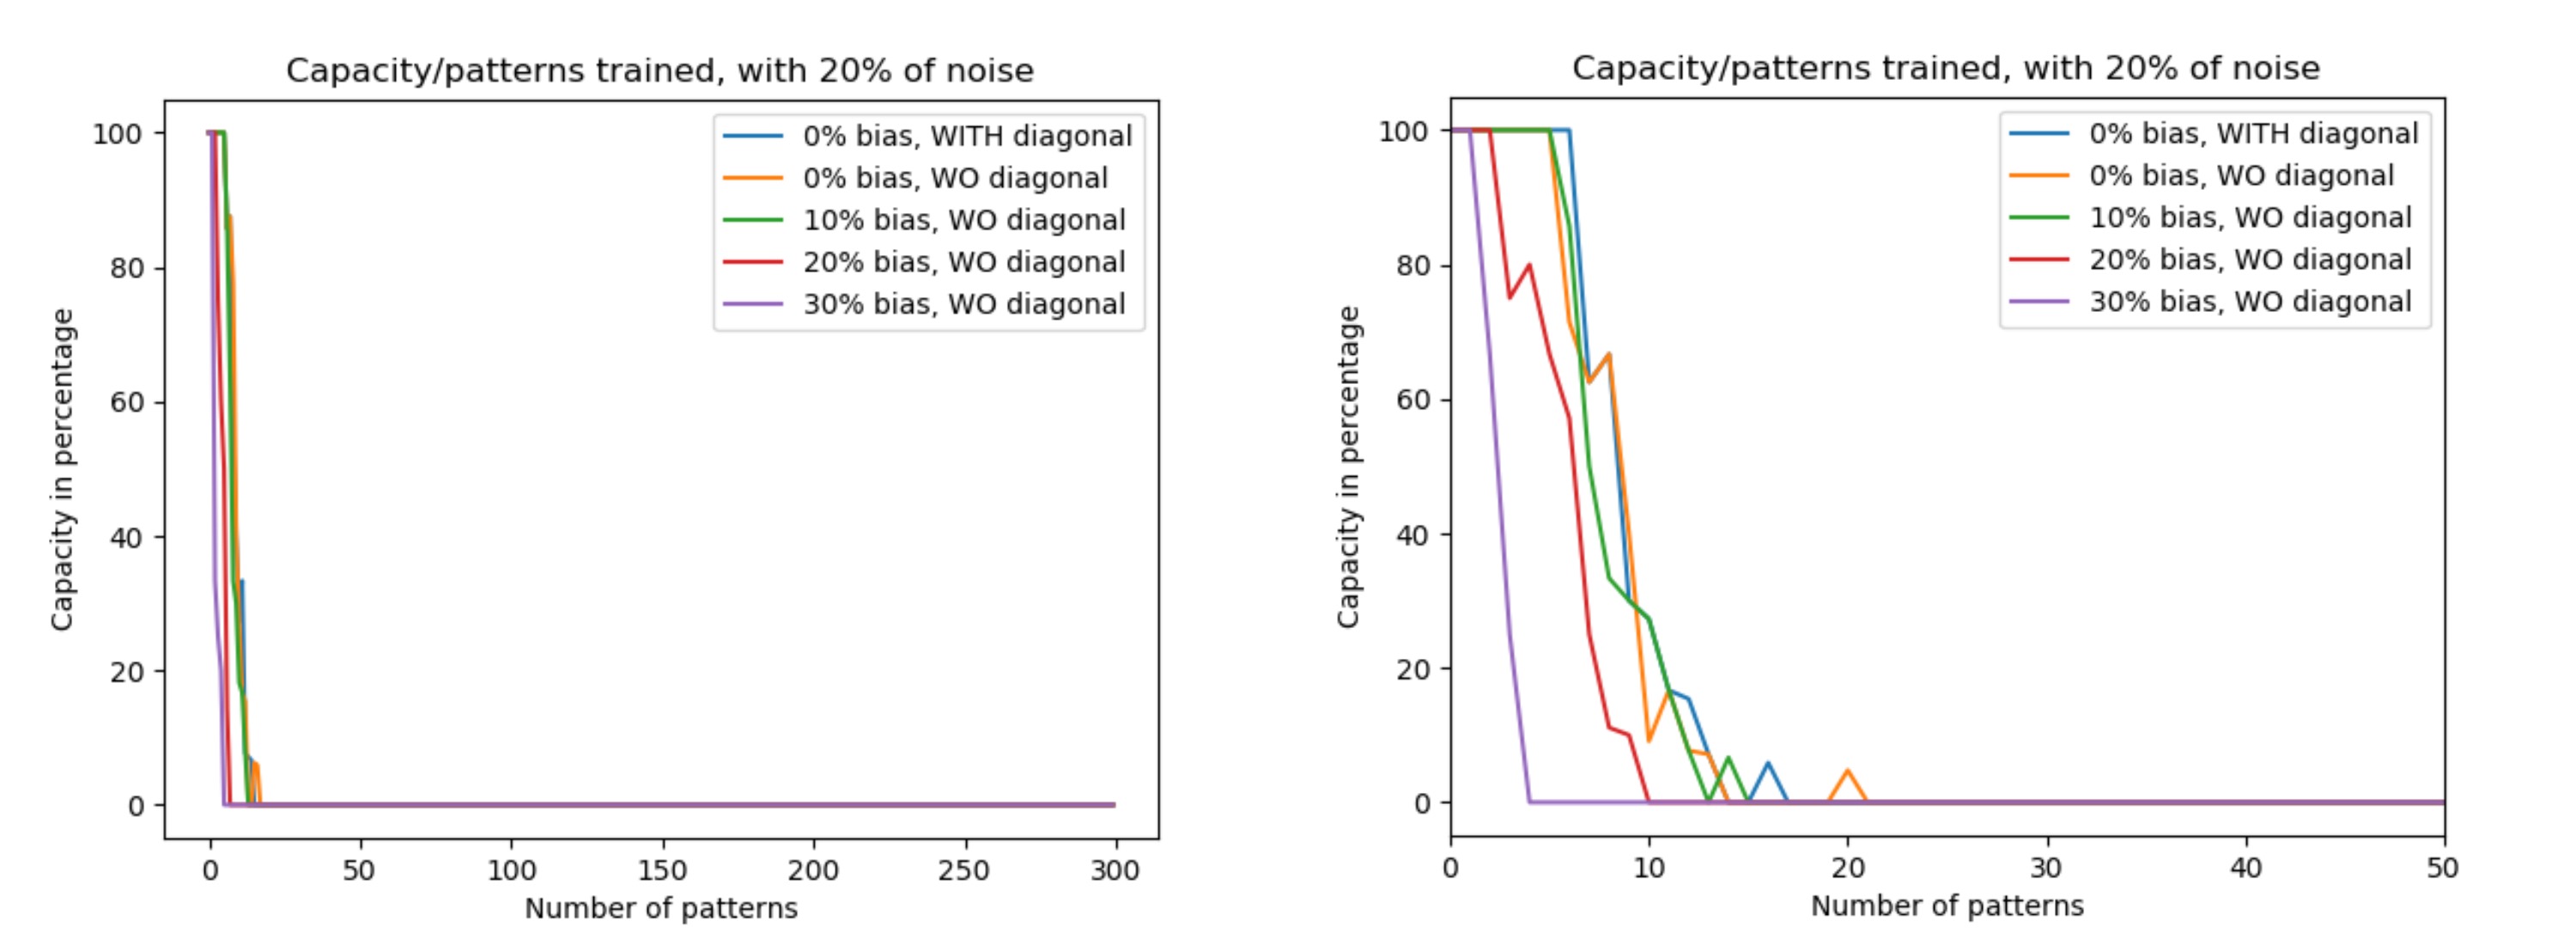 Capacity/patterns trained, with 20% of noise
Capacity in percentage
100
80
60
40
20
0
0% bias, WITH diagonal
0% bias, WO diagonal
10% bias, WO diagonal
20% bias, WO diagonal
30% bias, WO diagonal
0 50 100 150 200 250 300
Number of patterns
Capacity/patterns trained, with 20% of noise
Capacity in percentage
100
80
60
40
20
0
0% bias, WITH diagonal
0% bias, WO diagonal
10% bias, WO diagonal
20% bias, WO diagonal
30% bias, WO diagonal
0 10 20 30 40 50
Number of patterns